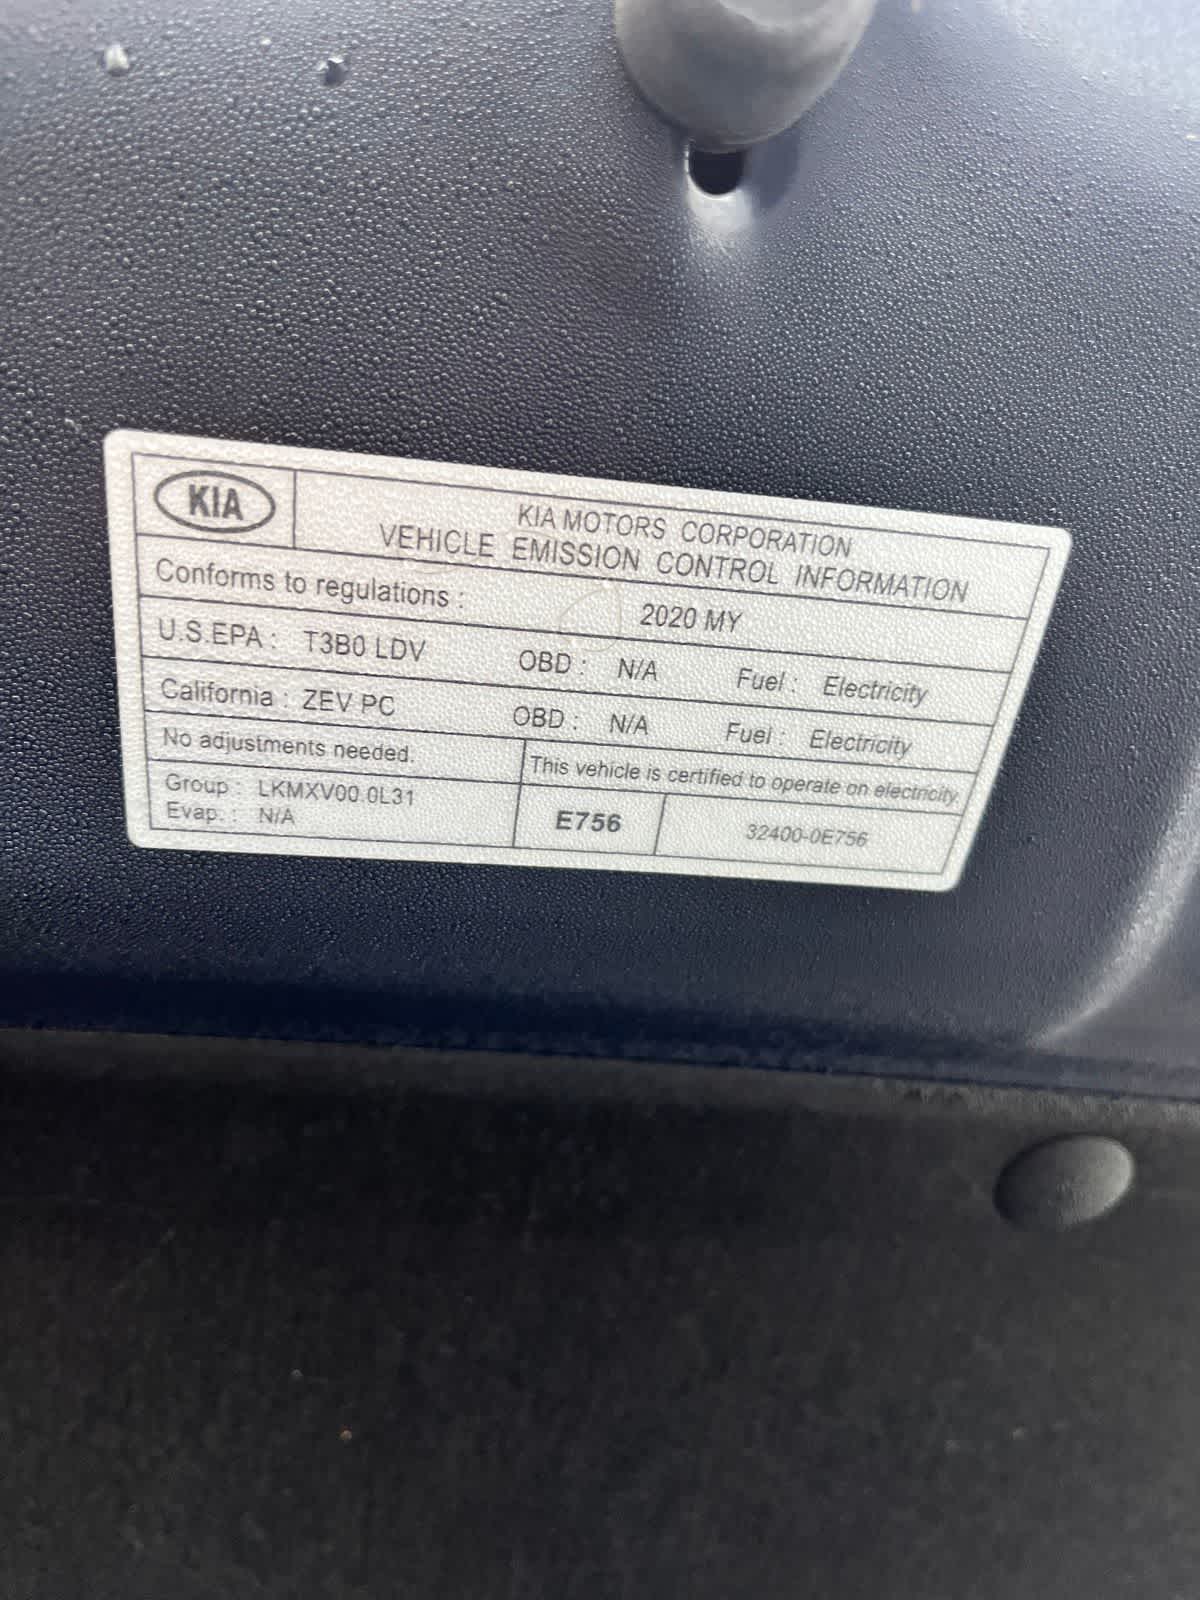 KIA
KIA MOTORS CORPORATION
VEHICLE EMISSION CONTROL INFORMATION
Conforms to regulations : 2020 MY
U.S.EPA : T3B0 LDV OBD : N/A Fuel : Electricity
California : ZEV PC OBD : N/A Fuel : Electricity
No adjustments needed. This vehicle is certified to operate on electricity.
Group : LKMXV00.0L31
Evap. : N/A
E756 32400-0E756